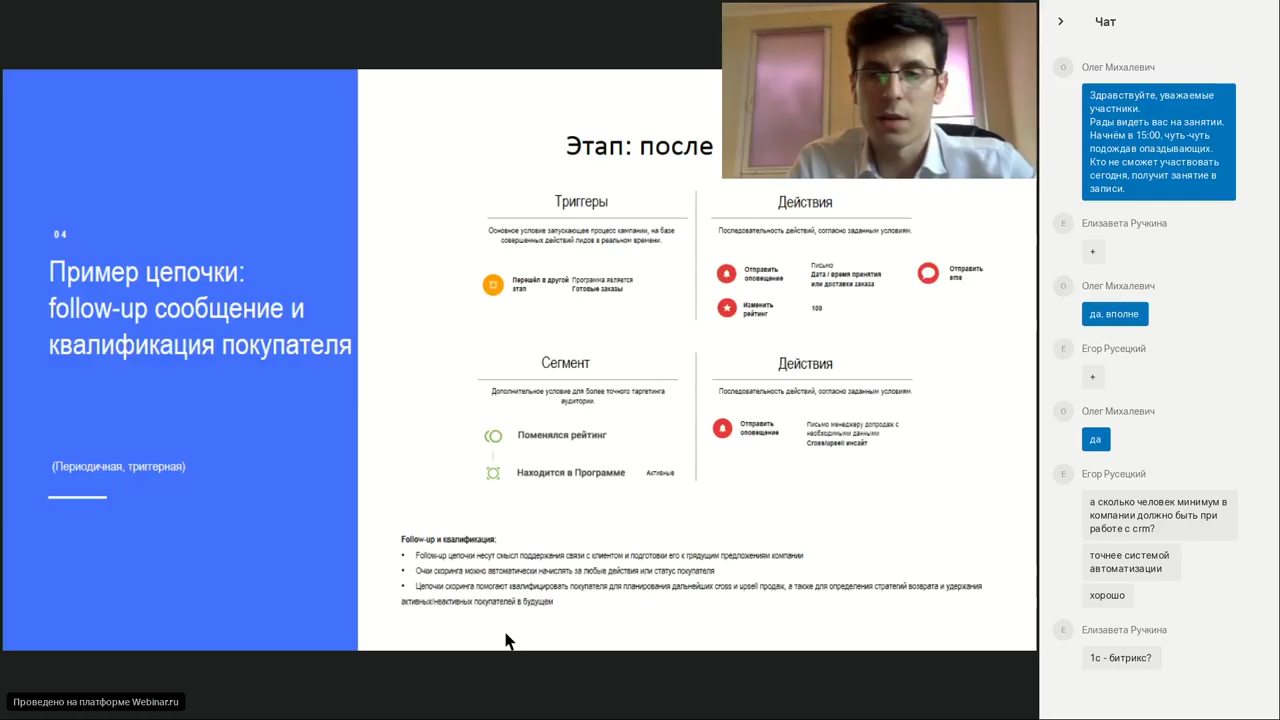 04
Пример цепочки:
follow-up сообщение и
квалификация покупателя
(Периодичная, триггерная)
Этап: после
Триггеры
Основное условие запускающее процесс кампании, на базе
совершенных действий лидов в реальном времени.
Перешёл в другой
этап
Программа является
Готовые заказы
Действия
Последовательность действий, согласно заданным условиям.
Отправить
оповещение
Письмо
Дата / время принятия
или доставки заказа
Отправить
sms
Изменить
рейтинг
100
Сегмент
Дополнительное условие для более точного таргетинга
аудитории.
Поменялся рейтинг
Находится в Программе
Активные
Действия
Последовательность действий, согласно заданным условиям.
Отправить
оповещение
Письмо менеджеру допродаж с
необходимыми данными
Cross/upsell инсайт
Follow-up и квалификация:
• Follow-up цепочки несут смысл поддержания связи с клиентом и подготовки его к грядущим предложениям компании
• Очки скоринга можно автоматически начислять за любые действия или статус покупателя
• Цепочки скоринга помогают квалифицировать покупателя для планирования дальнейших cross и upsell продаж, а также для определения стратегий возврата и удержания
активных/неактивных покупателей в будущем
Проведено на платформе Webinar.ru
Чат
О
Олег Михалевич
Здравствуйте, уважаемые
участники.
Рады видеть вас на занятии.
Начнём в 15:00, чуть-чуть
подождав опаздывающих.
Кто не сможет участвовать
сегодня, получит занятие в
записи.
Е
Елизавета Ручкина
+
О
Олег Михалевич
да, вполне
Е
Егор Русецкий
+
О
Олег Михалевич
да
Е
Егор Русецкий
а сколько человек минимум в
компании должно быть при
работе с crm?
точнее системой
автоматизации
хорошо
Е
Елизавета Ручкина
1с - битрикс?